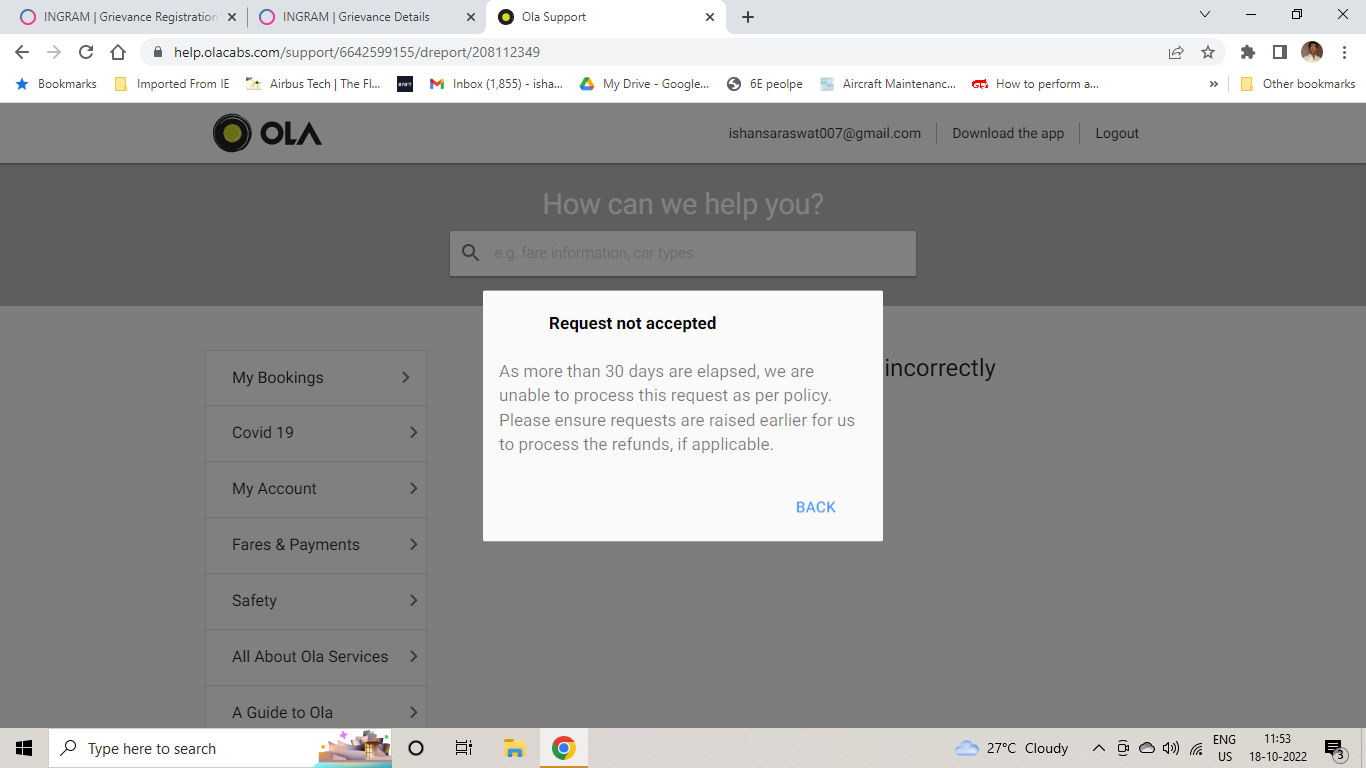 INGRAM | Grievance Registration
INGRAM | Grievance Details
Ola Support
help.olacabs.com/support/6642599155/dreport/208112349
Bookmarks
Imported From IE
Airbus Tech | The Fl...
Inbox (1,855) - isha...
My Drive - Google...
6E peolpe
Aircraft Maintenanc...
How to perform a...
»
Other bookmarks
OLA
ishansaraswat007@gmail.com
Download the app
Logout
How can we help you?
e.g. fare information, car types
Request not accepted
As more than 30 days are elapsed, we are
unable to process this request as per policy.
Please ensure requests are raised earlier for us
to process the refunds, if applicable.
BACK
incorrectly
My Bookings
Covid 19
My Account
Fares & Payments
Safety
All About Ola Services
A Guide to Ola
Type here to search
27°C Cloudy
ENG
US
11:53
18-10-2022
3